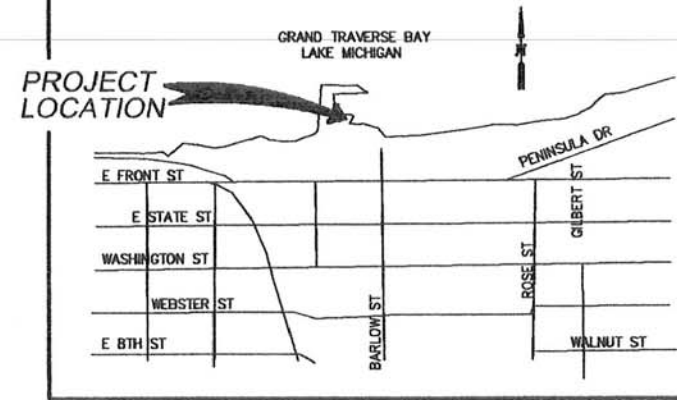 GRAND TRAVERSE BAY
LAKE MICHIGAN
N
PROJECT
LOCATION
PENINSULA DR
E FRONT ST
GILBERT ST
E STATE ST
WASHINGTON ST
ROSE ST
WEBSTER ST
BARLOW ST
E 8TH ST
WALNUT ST